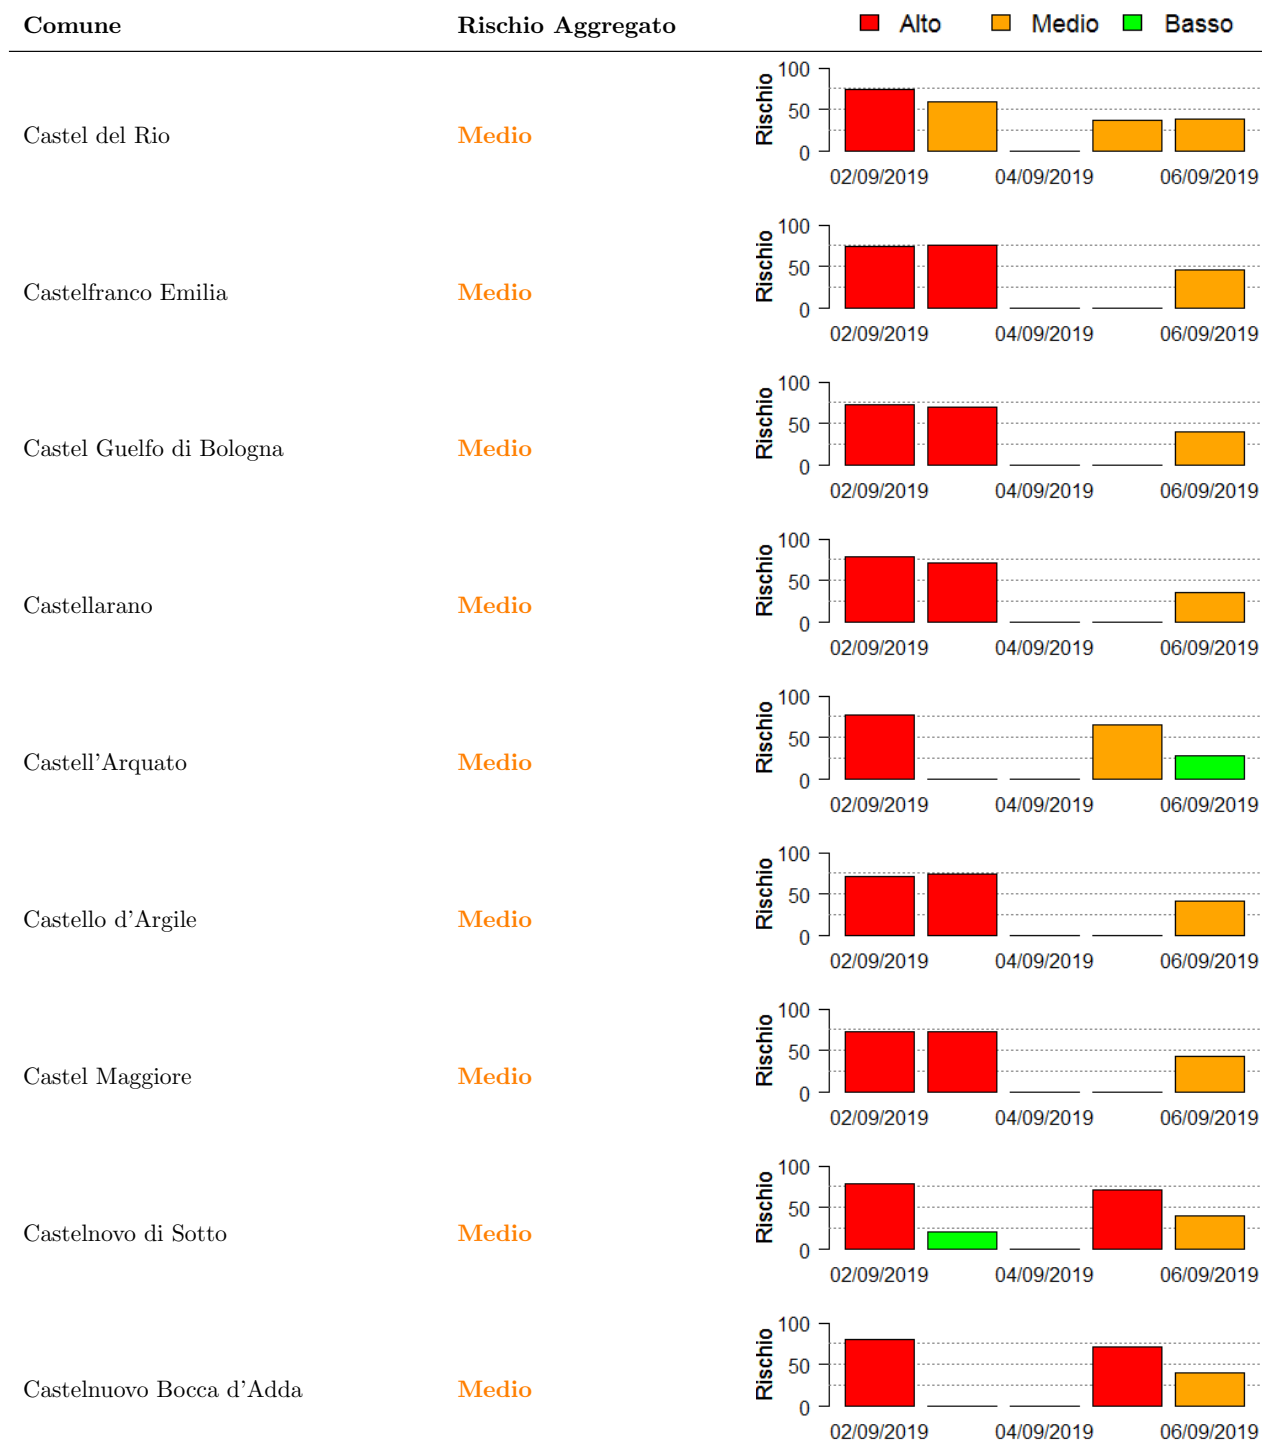 Comune Rischio Aggregato Alto Medio Basso
Castel del Rio Medio Rischio 100 50 0
02/09/2019 04/09/2019 06/09/2019
Castelfranco Emilia Medio Rischio 100 50 0
02/09/2019 04/09/2019 06/09/2019
Castel Guelfo di Bologna Medio Rischio 100 50 0
02/09/2019 04/09/2019 06/09/2019
Castellarano Medio Rischio 100 50 0
02/09/2019 04/09/2019 06/09/2019
Castell'Arquato Medio Rischio 100 50 0
02/09/2019 04/09/2019 06/09/2019
Castello d'Argile Medio Rischio 100 50 0
02/09/2019 04/09/2019 06/09/2019
Castel Maggiore Medio Rischio 100 50 0
02/09/2019 04/09/2019 06/09/2019
Castelnovo di Sotto Medio Rischio 100 50 0
02/09/2019 04/09/2019 06/09/2019
Castelnuovo Bocca d'Adda Medio Rischio 100 50 0
02/09/2019 04/09/2019 06/09/2019